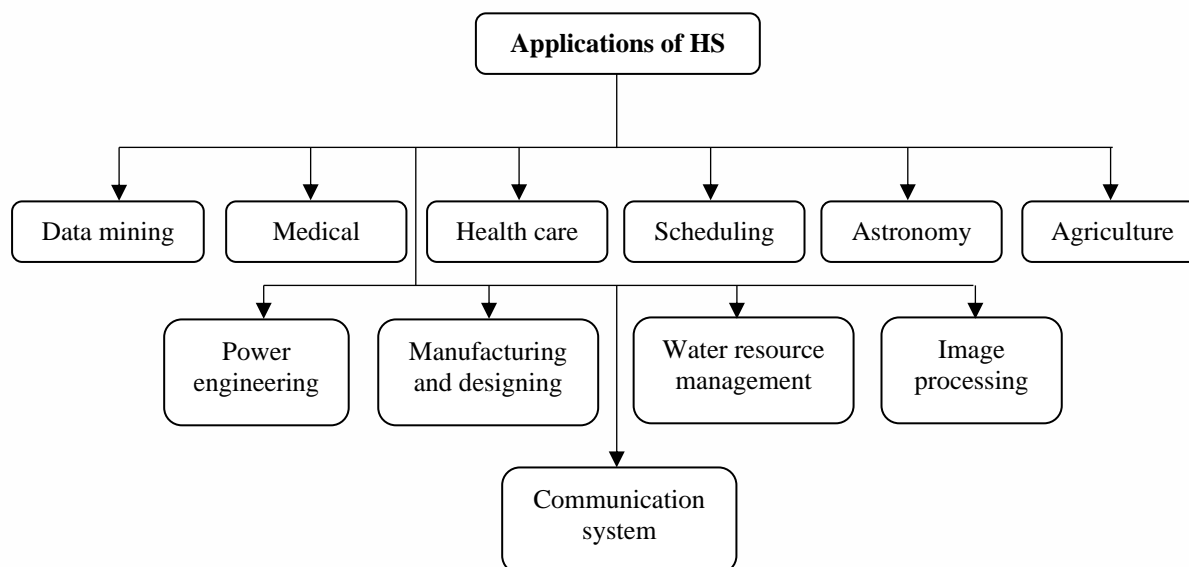 Applications of HS
Data mining
Medical
Health care
Scheduling
Astronomy
Agriculture
Power
engineering
Manufacturing
and designing
Water resource
management
Image
processing
Communication
system